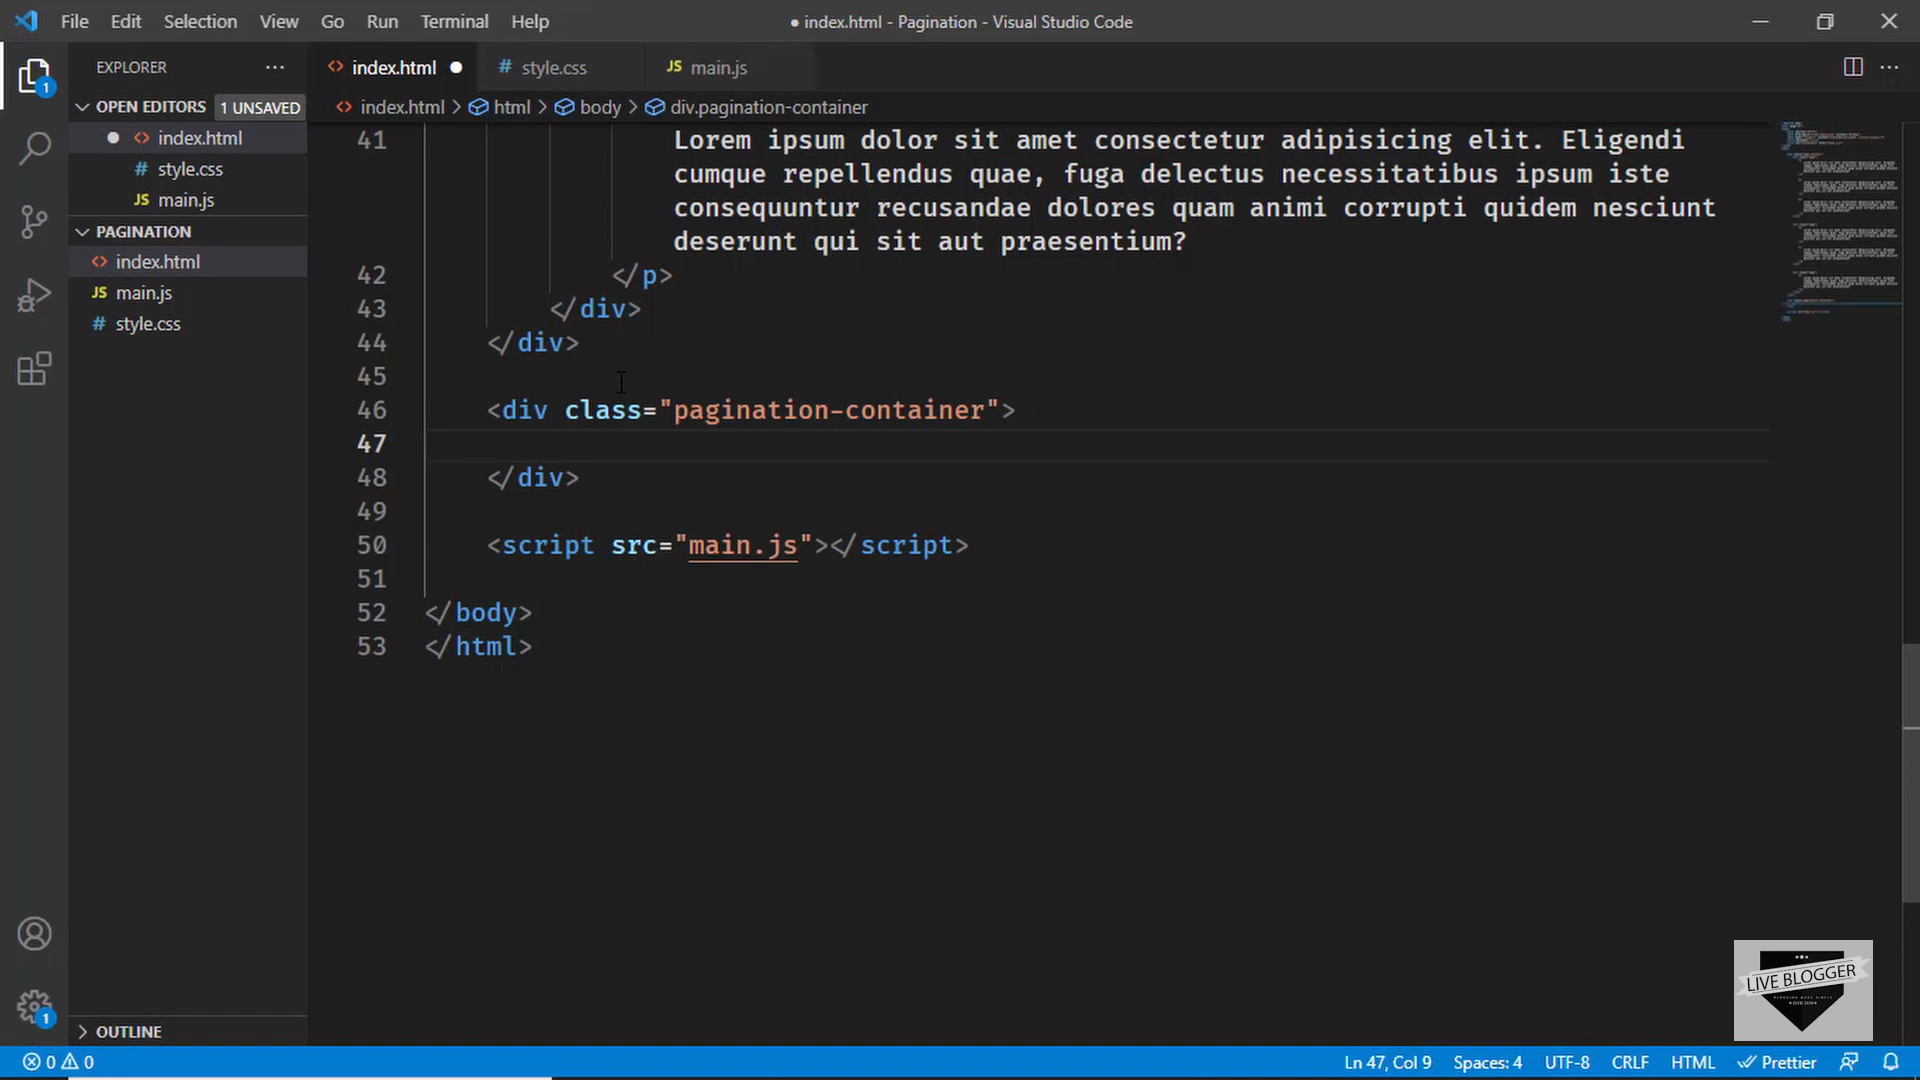 File Edit Selection View Go Run Terminal Help
● index.html - Pagination - Visual Studio Code
EXPLORER
index.html
style.css
main.js
OPEN EDITORS 1 UNSAVED
index.html > html > body > div.pagination-container
index.html
style.css
JS main.js
PAGINATION
index.html
JS main.js
style.css
41 Lorem ipsum dolor sit amet consectetur adipisicing elit. Eligendi
cumque repellendus quae, fuga delectus necessitatibus ipsum iste
consequuntur recusandae dolores quam animi corrupti quidem nesciunt
deserunt qui sit aut praesentium?
42 </p>
43 </div>
44 </div>
45
46 <div class="pagination-container">
47
48 </div>
49
50 <script src="main.js"></script>
51
52 </body>
53 </html>
1
1
OUTLINE
LIVE BLOGGER
0 0
Ln 47, Col 9 Spaces: 4 UTF-8 CRLF HTML Prettier